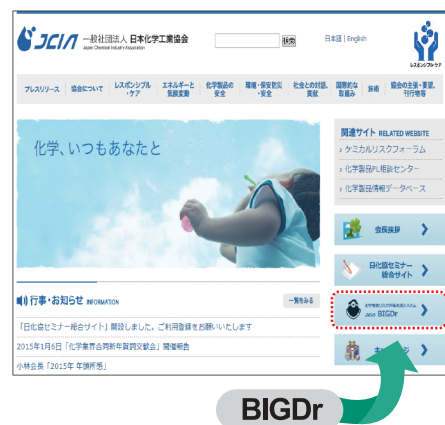 JCIA 一般社団法人 日本化学工業協会
Japan Chemical Industry Association
検索
日本語 | English
レスポンシブル・ケア
プレスリリース
協会について
レスポンシブル
・ケア
エネルギーと
気候変動
化学製品の
安全
環境・保安防災
・安全
社会との対話、
貢献
国際的な
取組み
技術
協会の主張・要望、
刊行物等
化学、いつもあなたと
関連サイト RELATED WEBSITE
› ケミカルリスクフォーラム
› 化学製品PL相談センター
› 化学製品情報データベース
会長挨拶
日化協セミナー
総合サイト
JCIA BIGDr
行事・お知らせ INFORMATION
一覧をみる
「日化協セミナー総合サイト」開設しました。ご利用登録をお願いいたします
2015年1月6日「化学業界合同新年賀詞交歓会」開催報告
小林会長「2015年 年頭所感」
BIGDr